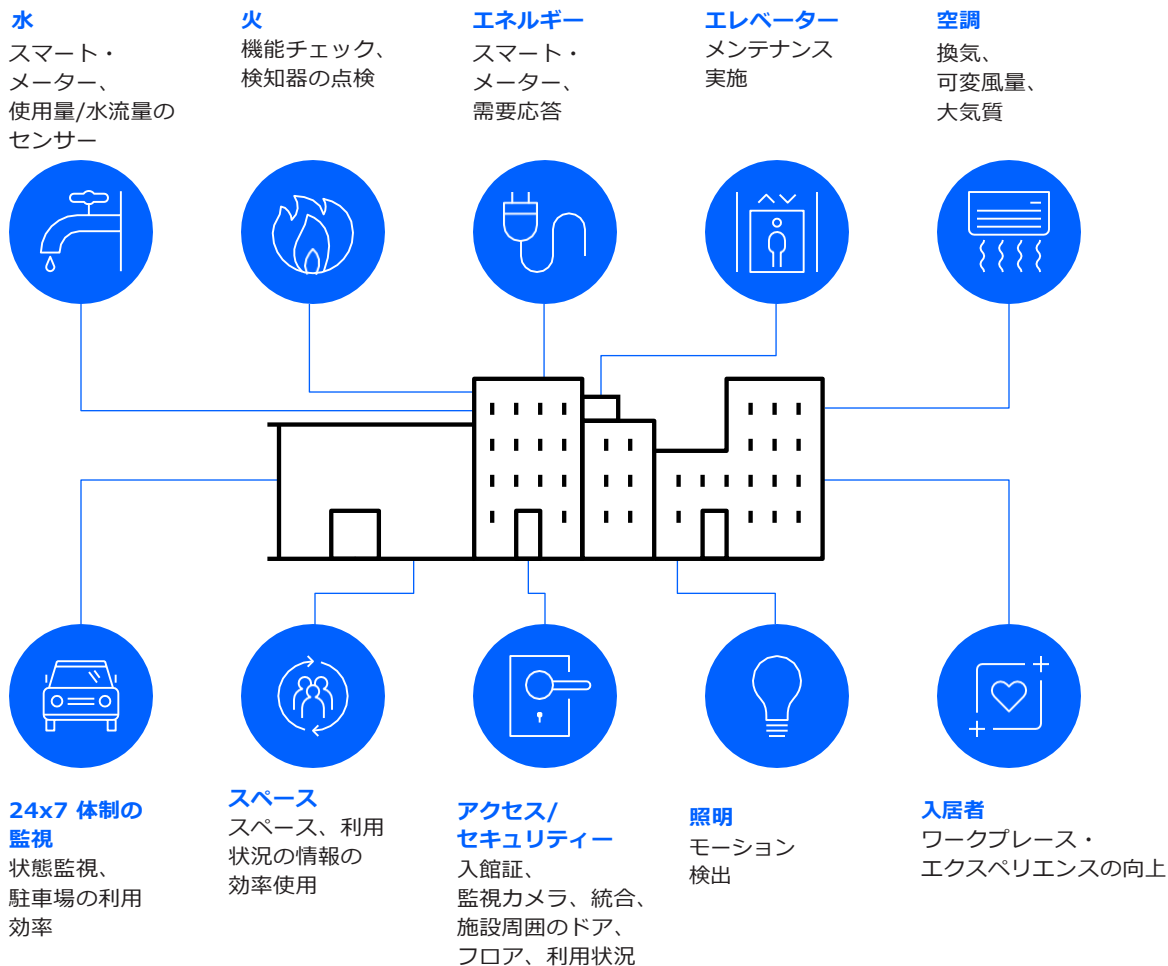 水
スマート・
メーター、
使用量/水流量の
センサー
火
機能チェック、
検知器の点検
エネルギー
スマート・
メーター、
需要応答
エレベーター
メンテナンス
実施
空調
換気、
可変風量、
大気質
24x7 体制の
監視
状態監視、
駐車場の利用
効率
スペース
スペース、利用
状況の情報の
効率使用
アクセス/
セキュリティー
入館証、
監視カメラ、統合、
施設周囲のドア、
フロア、利用状況
照明
モーション
検出
入居者
ワークプレース・
エクスペリエンスの向上